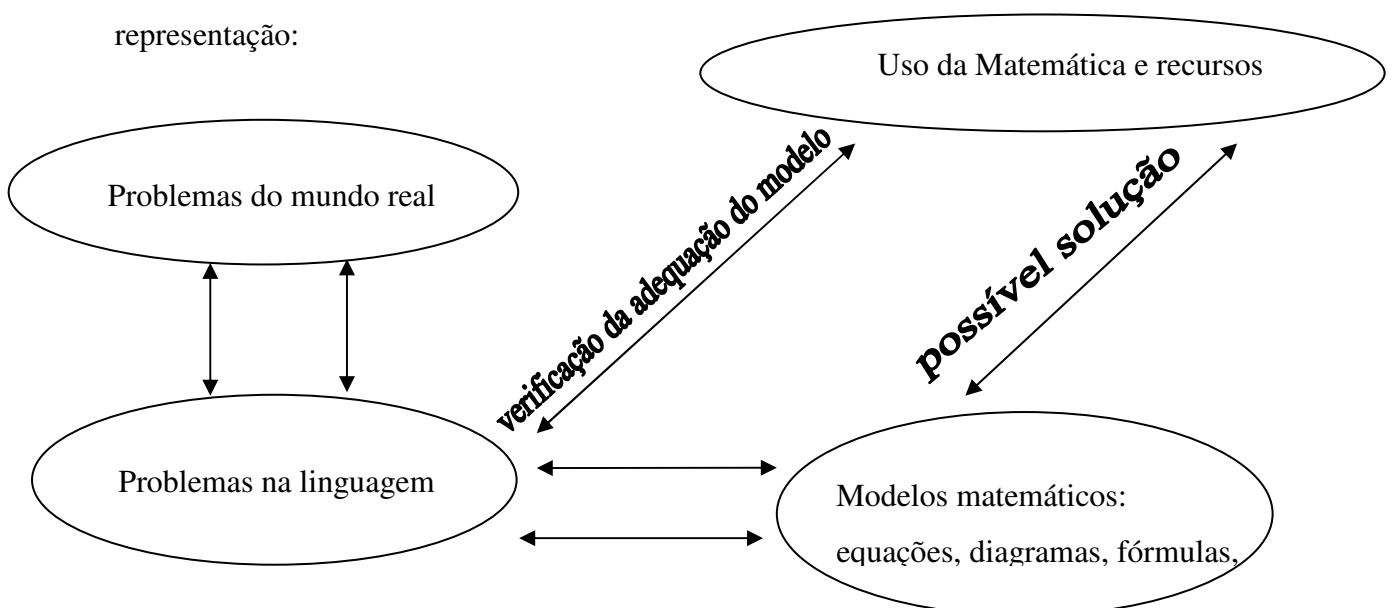 representação:
Uso da Matemática e recursos
Problemas do mundo real
verificação da adequação do modelo
possível solução
Problemas na linguagem
Modelos matemáticos:
equações, diagramas, fórmulas,